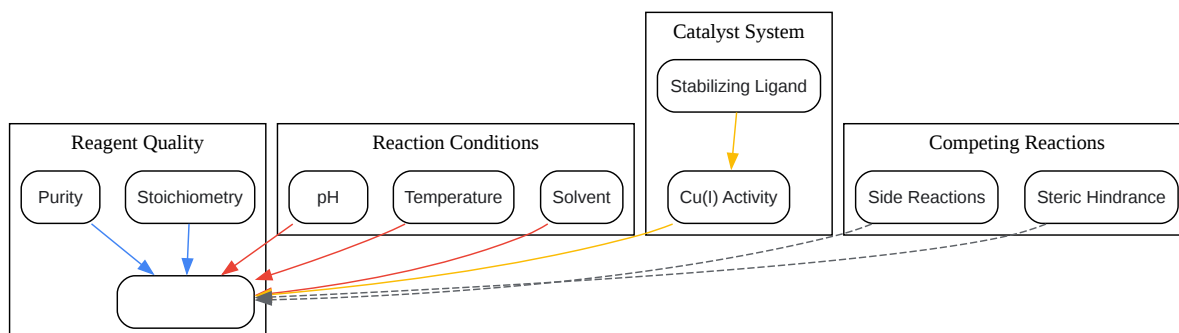 Catalyst System
Stabilizing Ligand
Reagent Quality
Reaction Conditions
Competing Reactions
Purity
Stoichiometry
pH
Temperature
Solvent
Cu(I) Activity
Side Reactions
Steric Hindrance